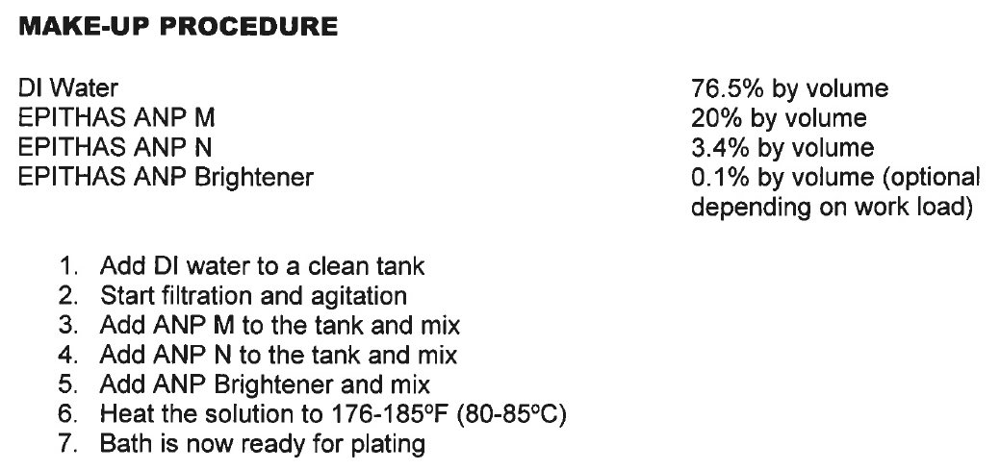 MAKE-UP PROCEDURE
DI Water 76.5% by volume
EPITHAS ANP M 20% by volume
EPITHAS ANP N 3.4% by volume
EPITHAS ANP Brightener 0.1% by volume (optional
depending on work load)
1. Add DI water to a clean tank
2. Start filtration and agitation
3. Add ANP M to the tank and mix
4. Add ANP N to the tank and mix
5. Add ANP Brightener and mix
6. Heat the solution to 176-185ºF (80-85ºC)
7. Bath is now ready for plating